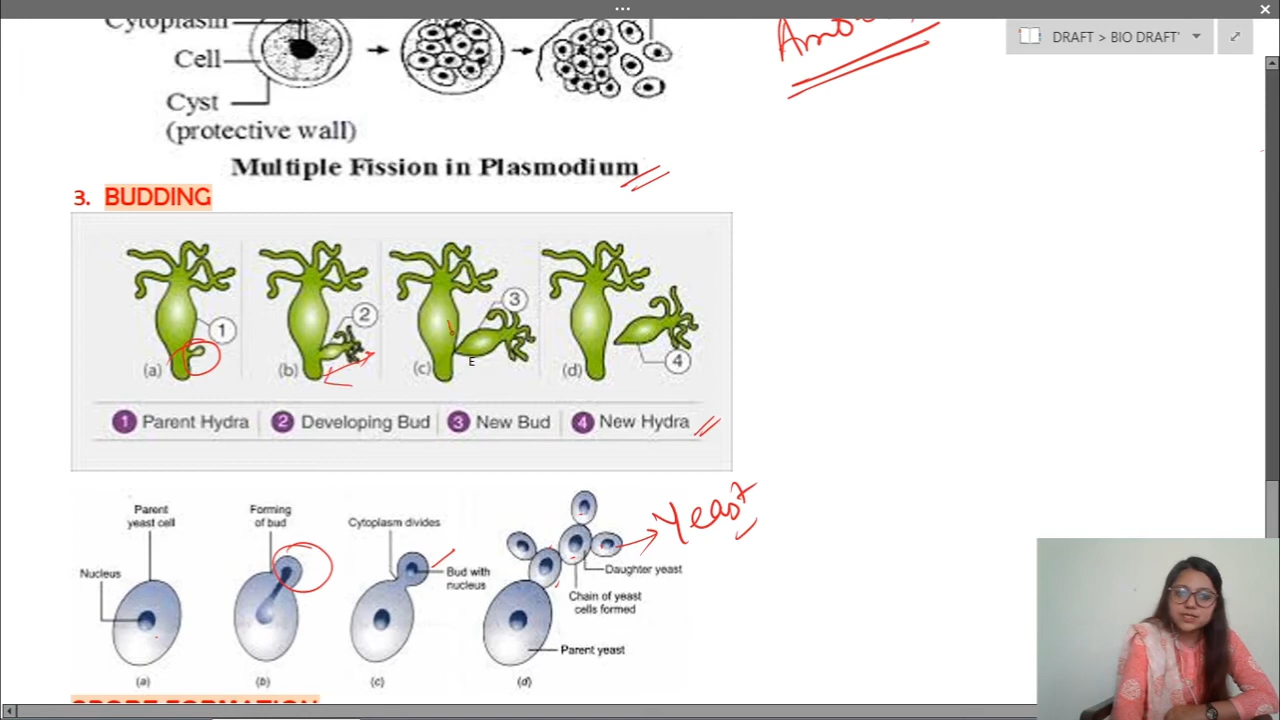 ...
×
DRAFT > BIO DRAFT'
Cytoplasm
Cell
Cyst
(protective wall)
Multiple Fission in Plasmodium
3. BUDDING
1
2
3
4
(a)
(b)
(c)
(d)
E
1 Parent Hydra
2 Developing Bud
3 New Bud
4 New Hydra
Yeast
Parent
yeast cell
Nucleus
Forming
of bud
Cytoplasm divides
Bud with
nucleus
Daughter yeast
Chain of yeast
cells formed
Parent yeast
(a)
(b)
(c)
(d)
SPORE FORMATION